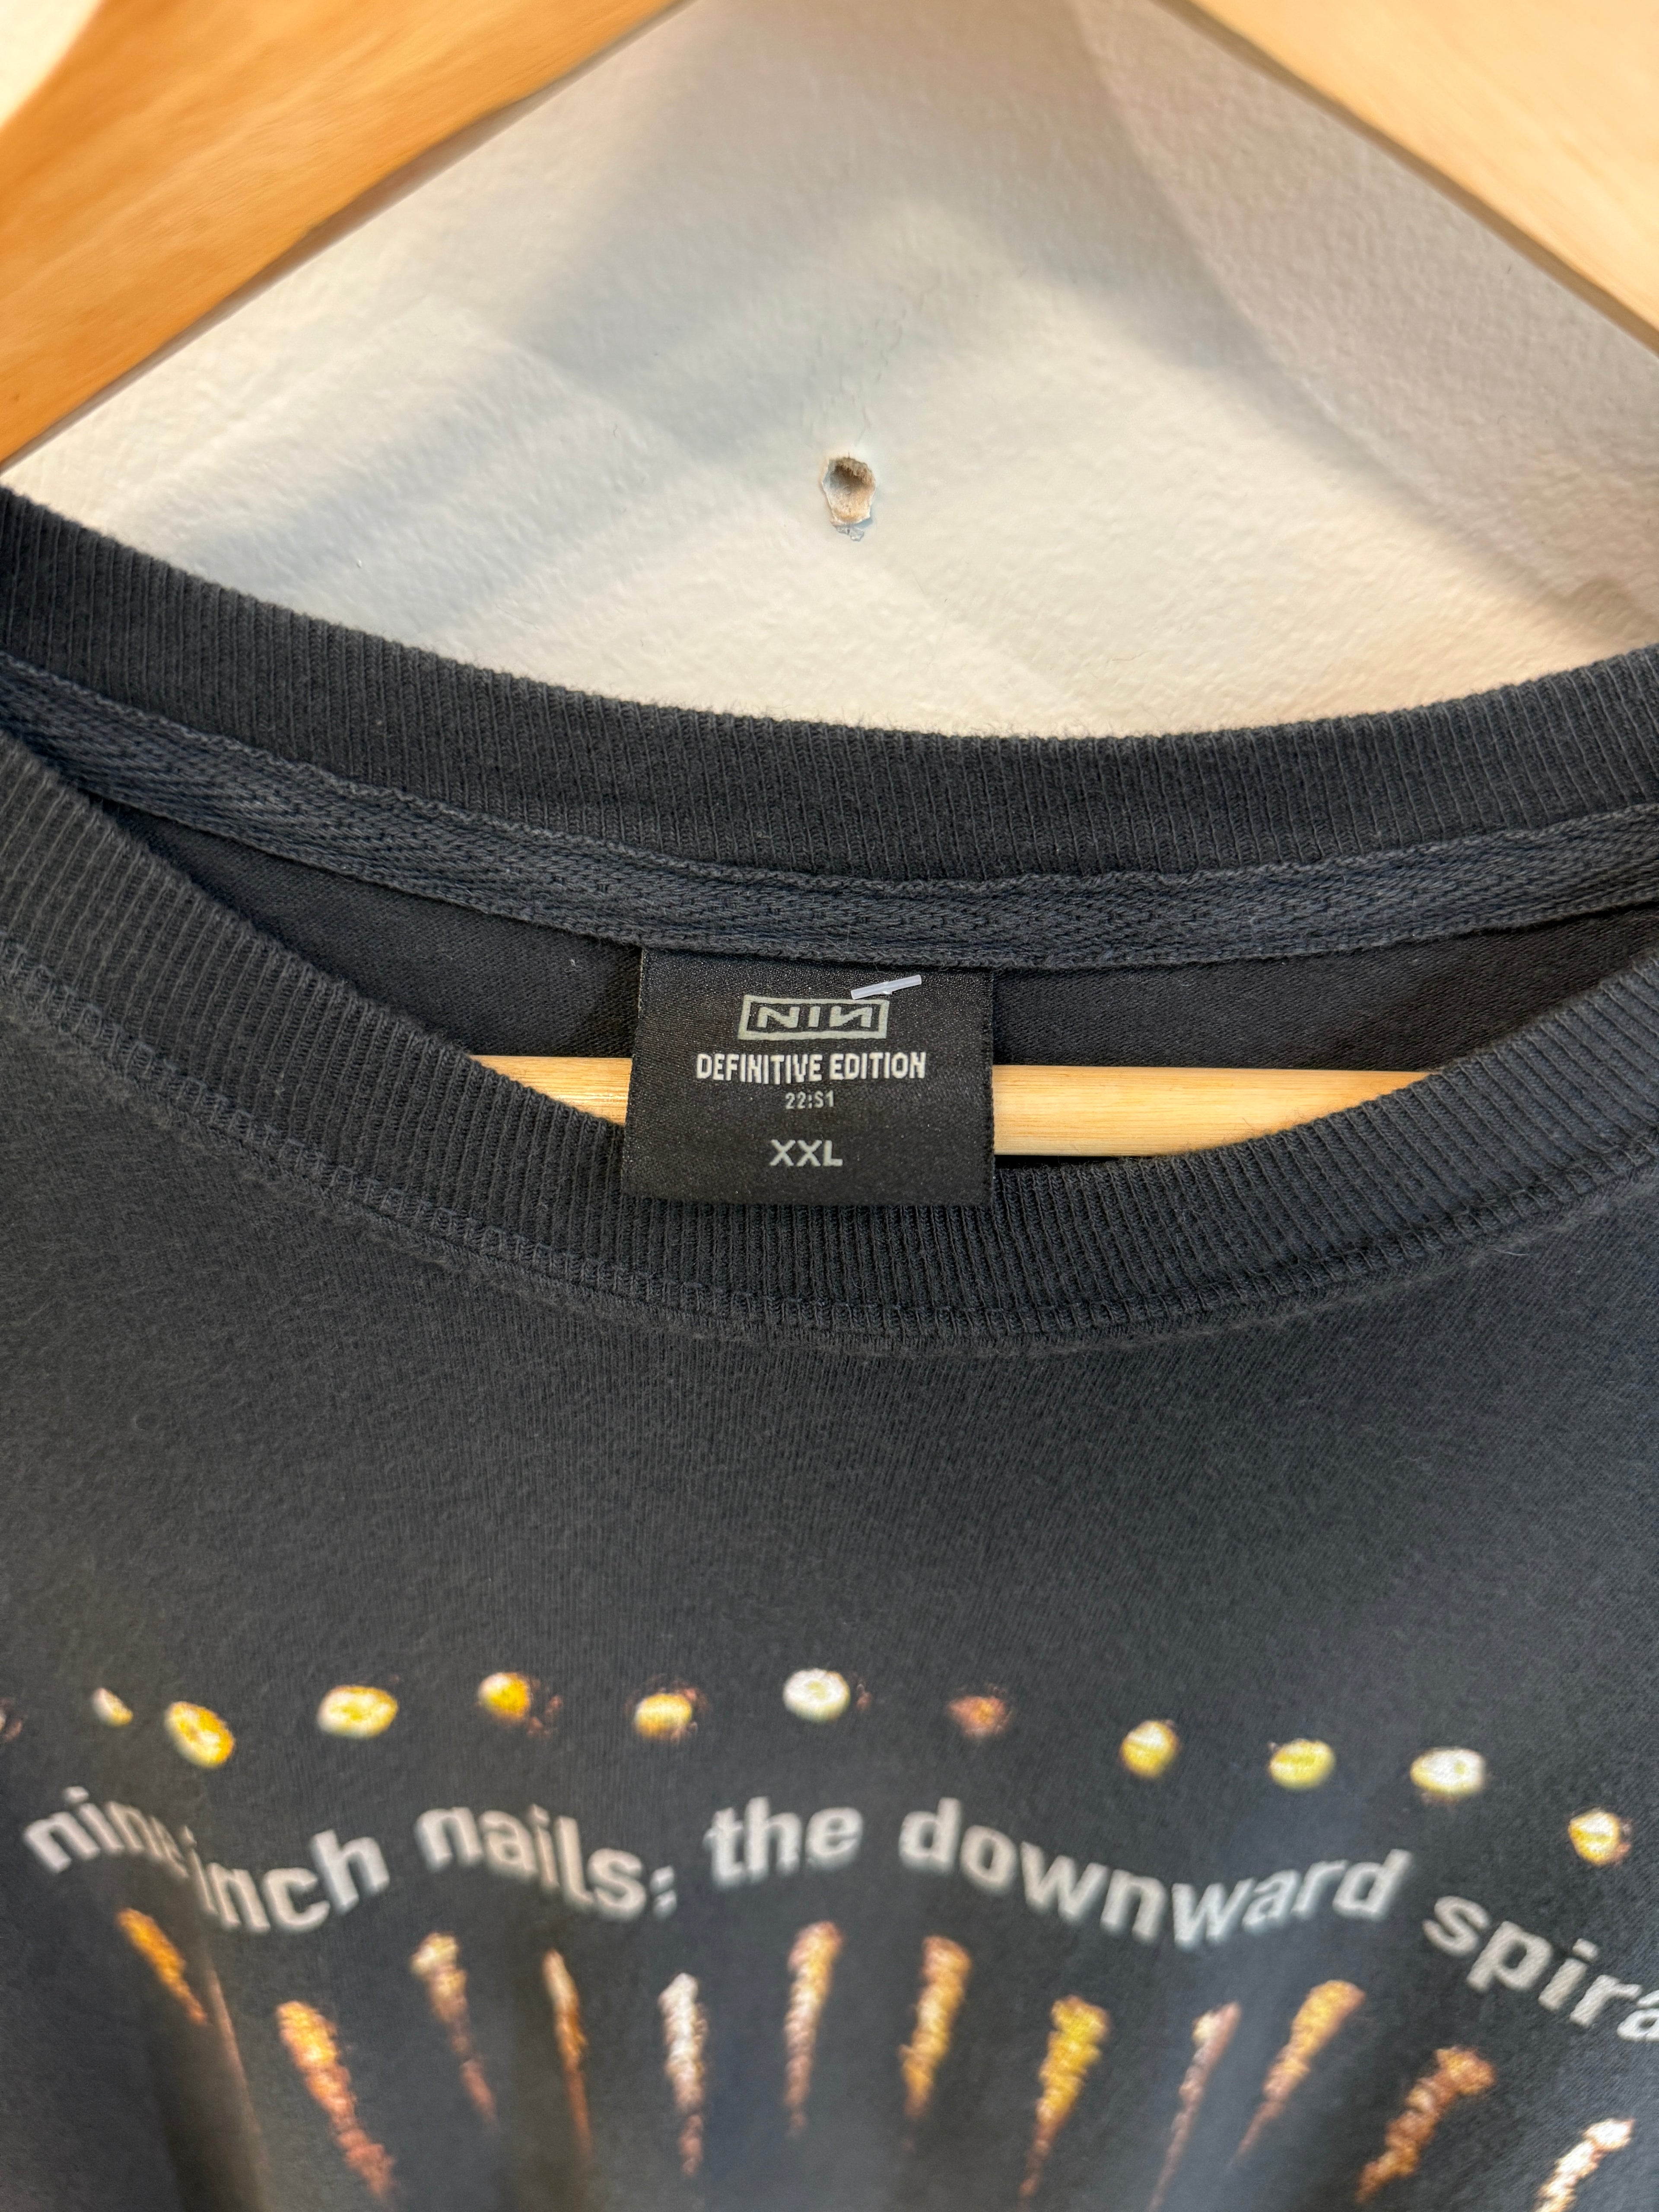 NIN
DEFINITIVE EDITION
22:S1
XXL
nine inch nails: the downward spira